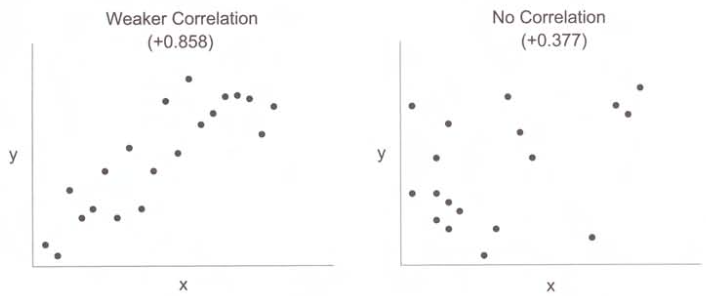 Weaker Correlation
(+0.858)
y
x
No Correlation
(+0.377)
y
x